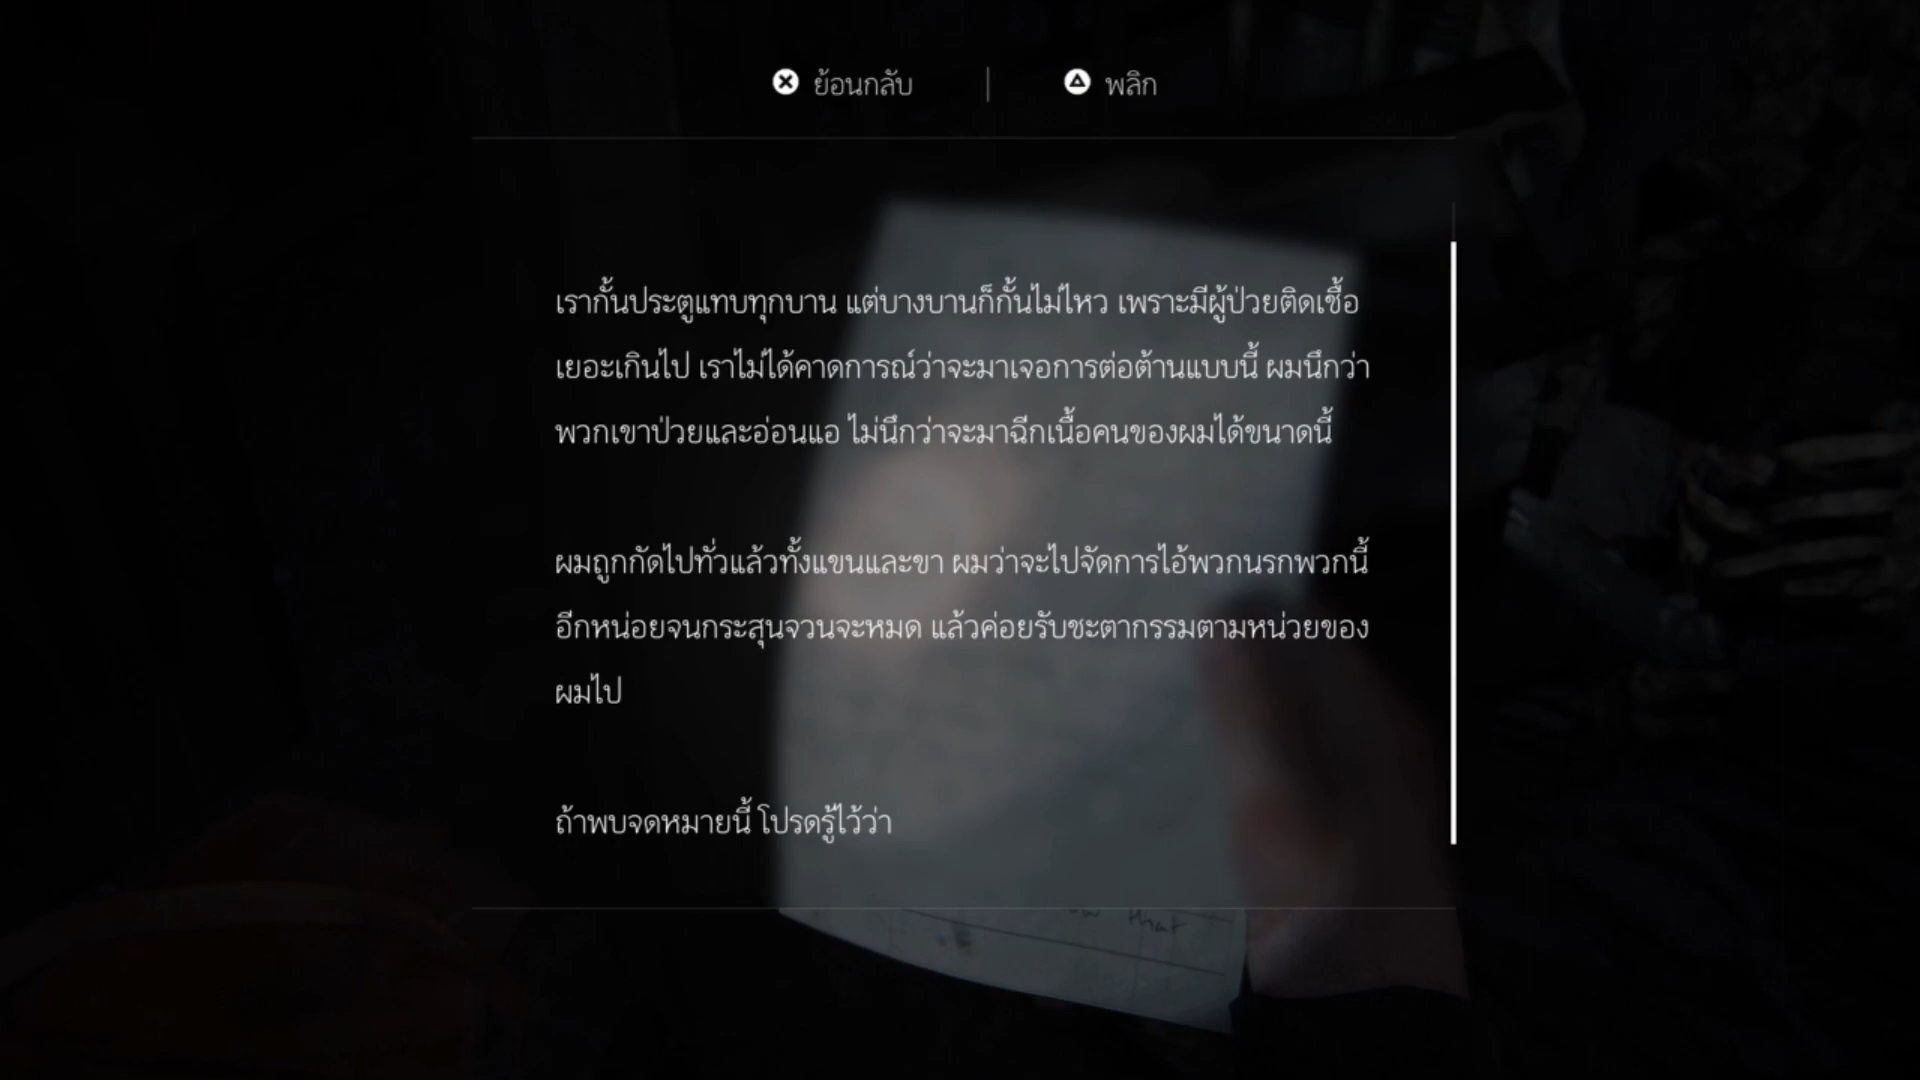 ย้อนกลับ | พลิก
เรากั้นประตูแทบทุกบาน แต่บางบานก็กั้นไม่ไหว เพราะมีผู้ป่วยติดเชื้อ
เยอะเกินไป เราไม่ได้คาดการณ์ว่าจะมาเจอการต่อต้านแบบนี้ ผมนึกว่า
พวกเขาป่วยและอ่อนแอ ไม่นึกว่าจะมาฉีกเนื้อคนของผมได้ขนาดนี้
ผมถูกกัดไปทั่วแล้วทั้งแขนและขา ผมว่าจะไปจัดการไอ้พวกนรกพวกนี้
อีกหน่อยจนกระสุนจวนจะหมด แล้วค่อยรับชะตากรรมตามหน่วยของ
ผมไป
ถ้าพบจดหมายนี้ โปรดรู้ไว้ว่า
that